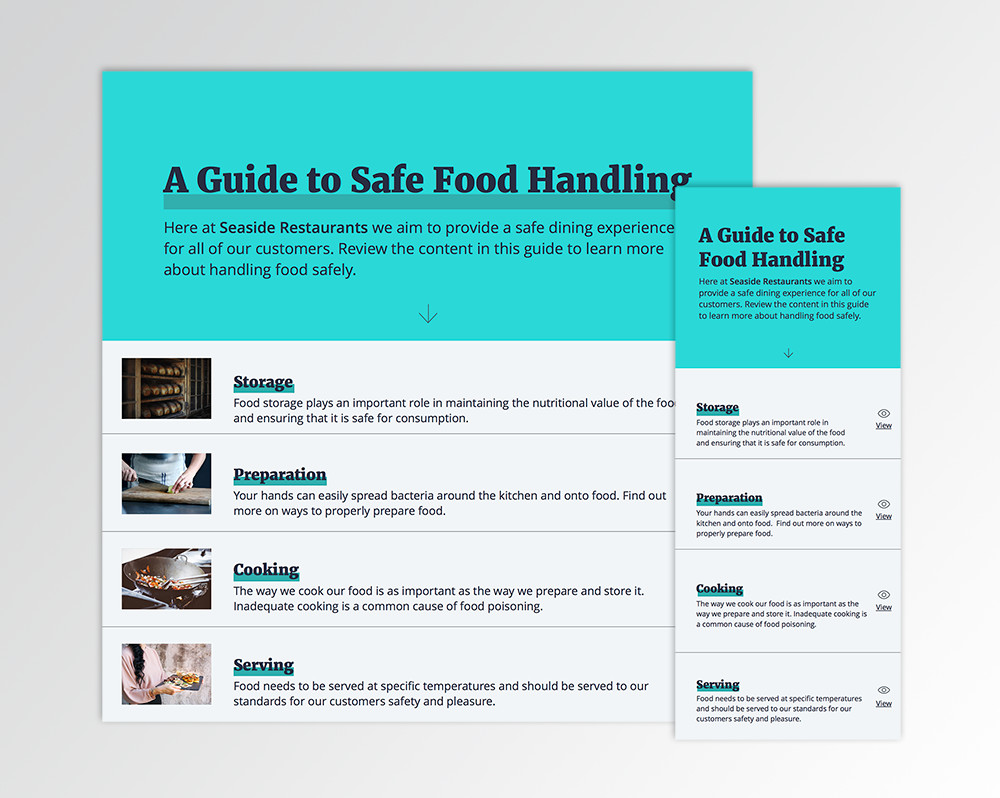 A Guide to Safe Food Handling
Here at Seaside Restaurants we aim to provide a safe dining experience
for all of our customers. Review the content in this guide to learn more
about handling food safely.
Storage
Food storage plays an important role in maintaining the nutritional value of the foo
and ensuring that it is safe for consumption.
Preparation
Your hands can easily spread bacteria around the kitchen and onto food. Find out
more on ways to properly prepare food.
Cooking
The way we cook our food is as important as the way we prepare and store it.
Inadequate cooking is a common cause of food poisoning.
Serving
Food needs to be served at specific temperatures and should be served to our
standards for our customers safety and pleasure.
A Guide to Safe
Food Handling
Here at Seaside Restaurants we aim to
provide a safe dining experience for all of our
customers. Review the content in this guide
to learn more about handling food safely.
Storage
Food storage plays an important role in
maintaining the nutritional value of the food
and ensuring that it is safe for consumption.
View
Preparation
Your hands can easily spread bacteria around the
kitchen and onto food. Find out more on ways to
properly prepare food.
View
Cooking
The way we cook our food is as important as the
way we prepare and store it. Inadequate cooking is
a common cause of food poisoning.
View
Serving
Food needs to be served at specific temperatures
and should be served to our standards for our
customers safety and pleasure.
View